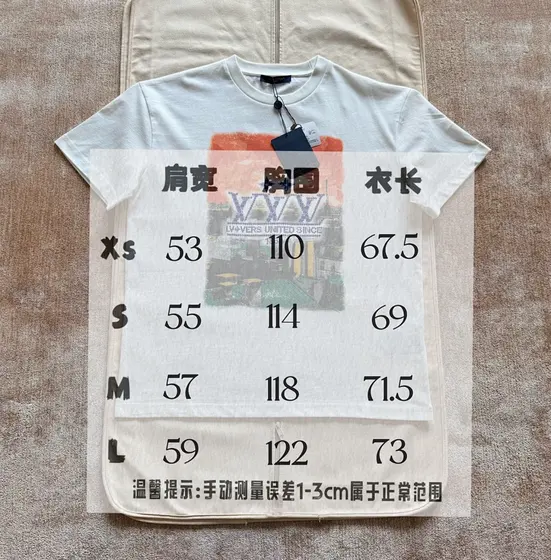 肩宽 胸围 衣长
LVVERS UNITED SINCE
Xs 53 110 67.5
S 55 114 69
M 57 118 71.5
L 59 122 73
温馨提示:手动测量误差1-3cm属于正常范围